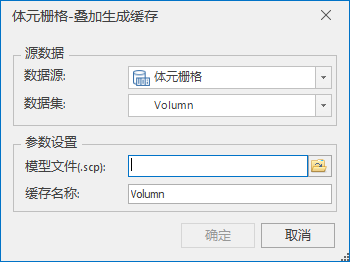 体元栅格-叠加生成缓存
源数据
数据源: 体元栅格
数据集: Volumn
参数设置
模型文件(.scp):
缓存名称: Volumn
确定 取消